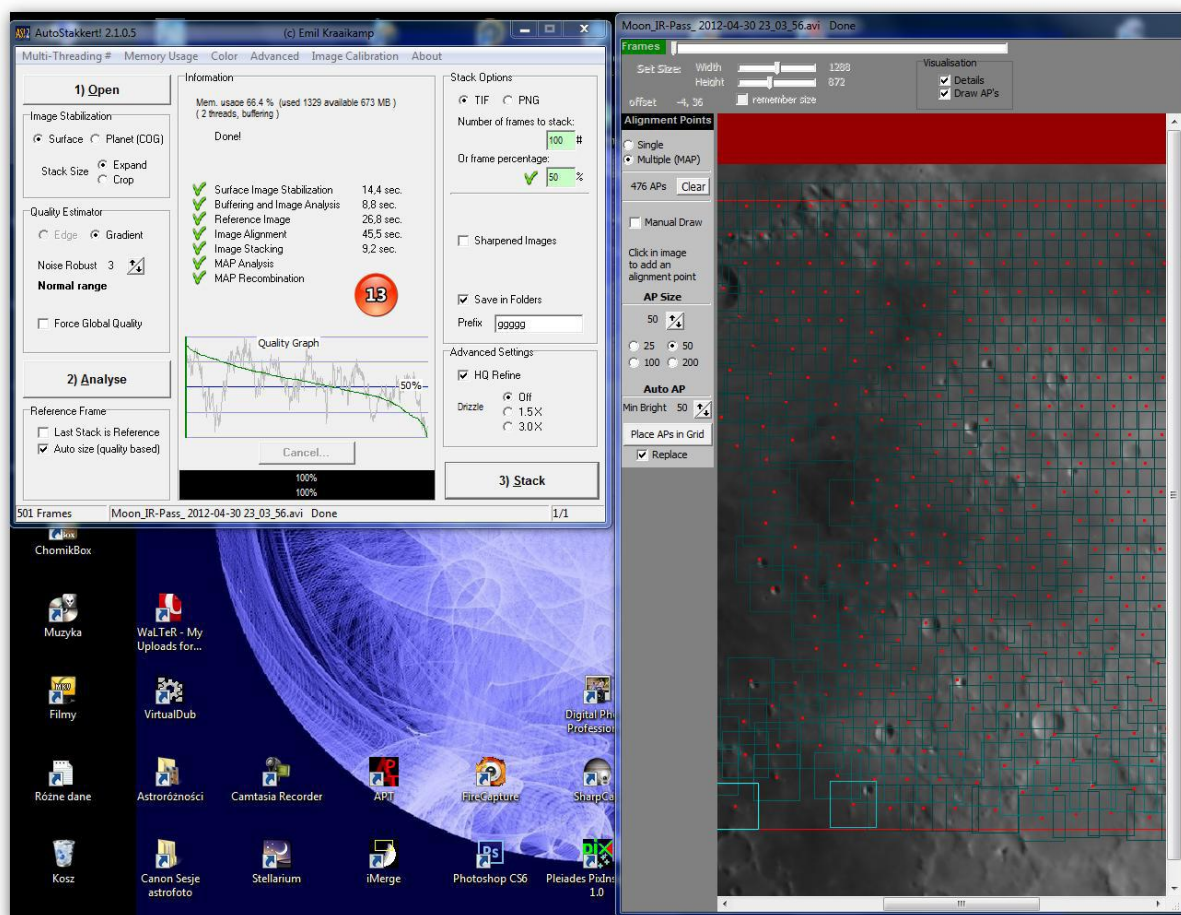 AutoStakkert! 2.1.0.5 (c) Emil Kraaikamp
Multi-Threading # Memory Usage Color Advanced Image Calibration About
1) Open
Image Stabilization
Surface Planet (COG)
Stack Size Expand
Crop
Quality Estimator
Edge Gradient
Noise Robust 3
Normal range
Force Global Quality
2) Analyse
Reference Frame
Last Stack is Reference
Auto size (quality based)
Information
Mem. usage 66.4 % (used 1329 available 673 MB )
( 2 threads, buffering )
Done!
Surface Image Stabilization 14,4 sec.
Buffering and Image Analysis 8,8 sec.
Reference Image 26,8 sec.
Image Alignment 45,5 sec.
Image Stacking 9,2 sec.
MAP Analysis
MAP Recombination
13
Quality Graph
50%
Cancel...
100%
100%
Stack Options
TIF PNG
Number of frames to stack:
100 #
Or frame percentage:
50 %
Sharpened Images
Save in Folders
Prefix ggggg
Advanced Settings
HQ Refine
Drizzle Off
1.5 X
3.0 X
3) Stack
501 Frames Moon_IR-Pass_ 2012-04-30 23_03_56.avi Done 1/1
Moon_IR-Pass_ 2012-04-30 23_03_56.avi Done
Frames
Set Size: Width 1288
Height 872
offset -4, 36 remember size
Visualisation
Details
Draw AP's
Alignment Points
Single
Multiple (MAP)
476 APs Clear
Manual Draw
Click in image
to add an
alignment point
AP Size
50
25 50
100 200
Auto AP
Min Bright 50
Place APs in Grid
Replace
ChomikBox
Muzyka
WaLTeR - My
Uploads for...
Filmy
VirtualDub
Digital Pho
Profession
Różne dane
Astroróżności
Camtasia Recorder
APT
FireCapture
SharpCa
Kosz
Canon Sesje
astrofoto
Stellarium
iMerge
Photoshop CS6
Pleiades PixIns
1.0